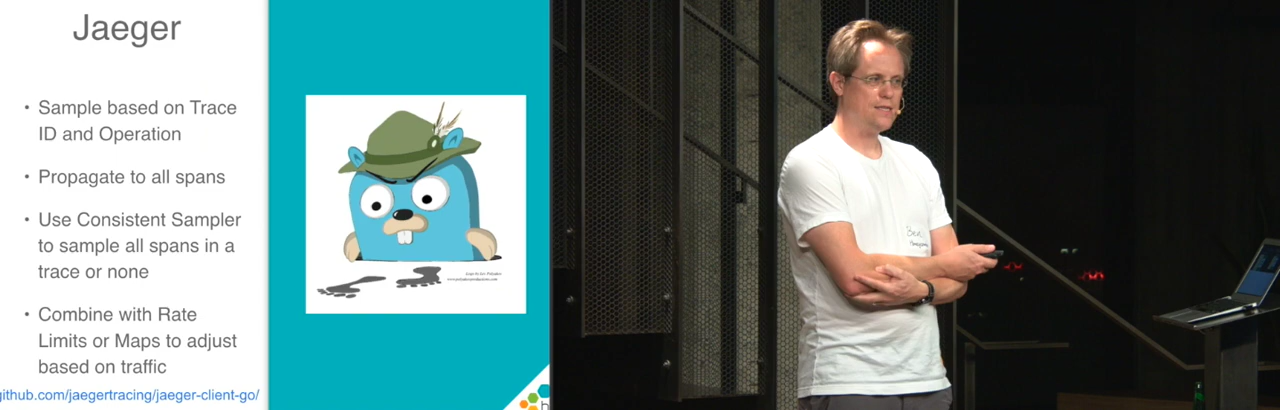 Jaeger
• Sample based on Trace
ID and Operation
• Propagate to all spans
• Use Consistent Sampler
to sample all spans in a
trace or none
• Combine with Rate
Limits or Maps to adjust
based on traffic
github.com/jaegertracing/jaeger-client-go/
h
Ben